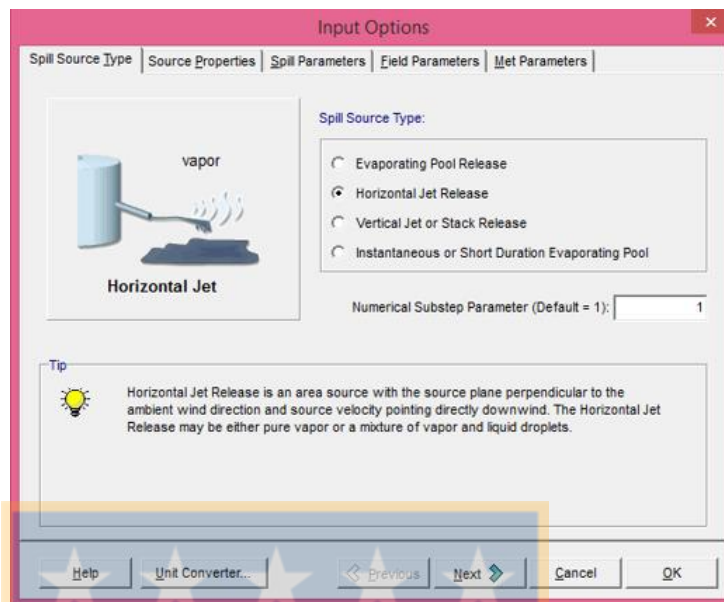 Input Options
Spill Source Type
Source Properties
Spill Parameters
Field Parameters
Met Parameters
vapor
Horizontal Jet
Spill Source Type:
Evaporating Pool Release
Horizontal Jet Release
Vertical Jet or Stack Release
Instantaneous or Short Duration Evaporating Pool
Numerical Substep Parameter (Default = 1): 1
Tip
Horizontal Jet Release is an area source with the source plane perpendicular to the
ambient wind direction and source velocity pointing directly downwind. The Horizontal Jet
Release may be either pure vapor or a mixture of vapor and liquid droplets.
Help
Unit Converter...
Previous
Next
Cancel
OK